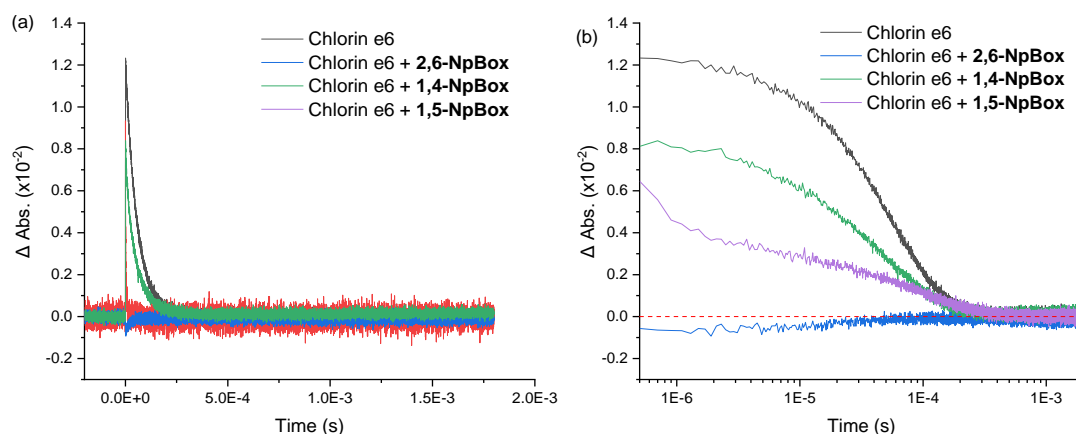 (a)
1.4
1.2
1.0
0.8
0.6
0.4
0.2
0.0
-0.2
Δ Abs. (x10-2)
Chlorin e6
Chlorin e6 + 2,6-NpBox
Chlorin e6 + 1,4-NpBox
Chlorin e6 + 1,5-NpBox
0.0E+0 5.0E-4 1.0E-3 1.5E-3 2.0E-3
Time (s)
(b)
1.4
1.2
1.0
0.8
0.6
0.4
0.2
0.0
-0.2
Δ Abs. (x10-2)
Chlorin e6
Chlorin e6 + 2,6-NpBox
Chlorin e6 + 1,4-NpBox
Chlorin e6 + 1,5-NpBox
1E-6 1E-5 1E-4 1E-3
Time (s)